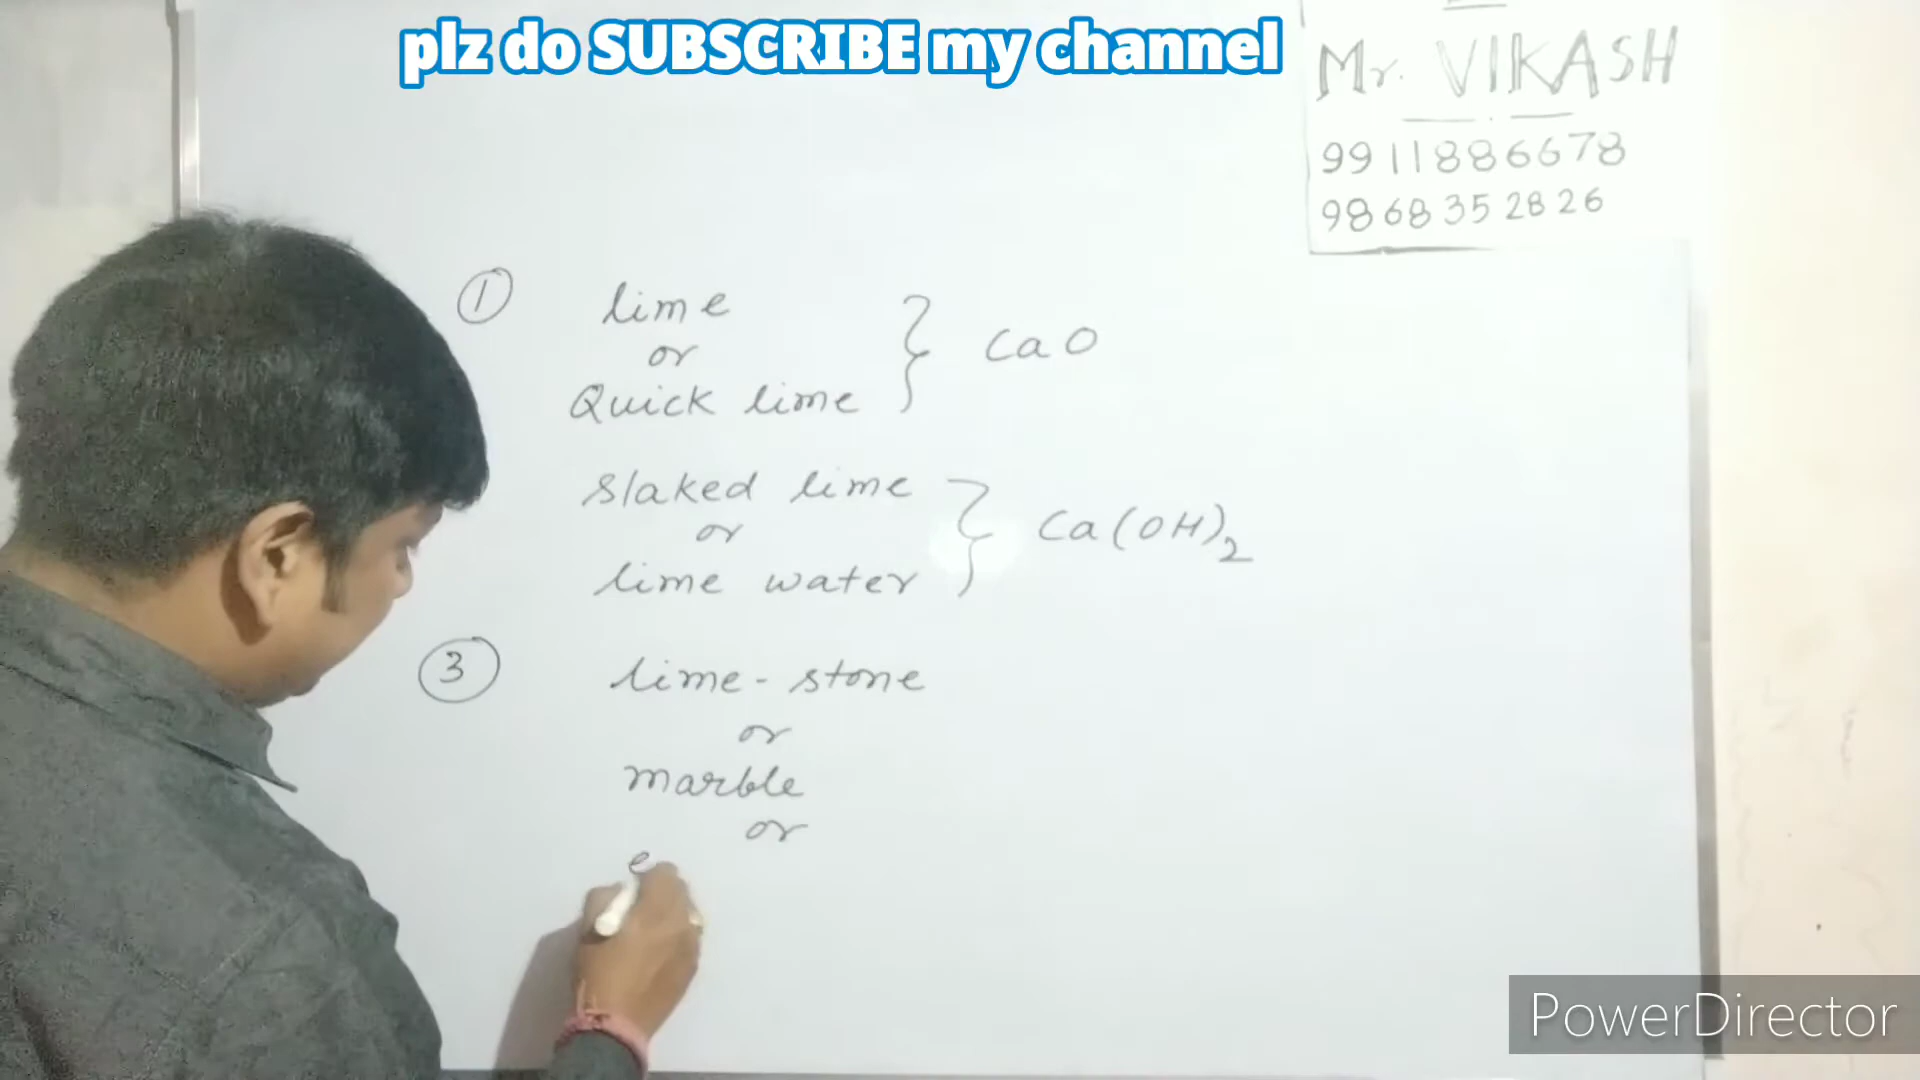 plz do SUBSCRIBE my channel
Mr. VIKASH
9911886678
9868352826
① lime
or
Quick lime } CaO
slaked lime
or
lime water } Ca(OH)₂
③ lime-stone
or
marble
or
e
PowerDirector